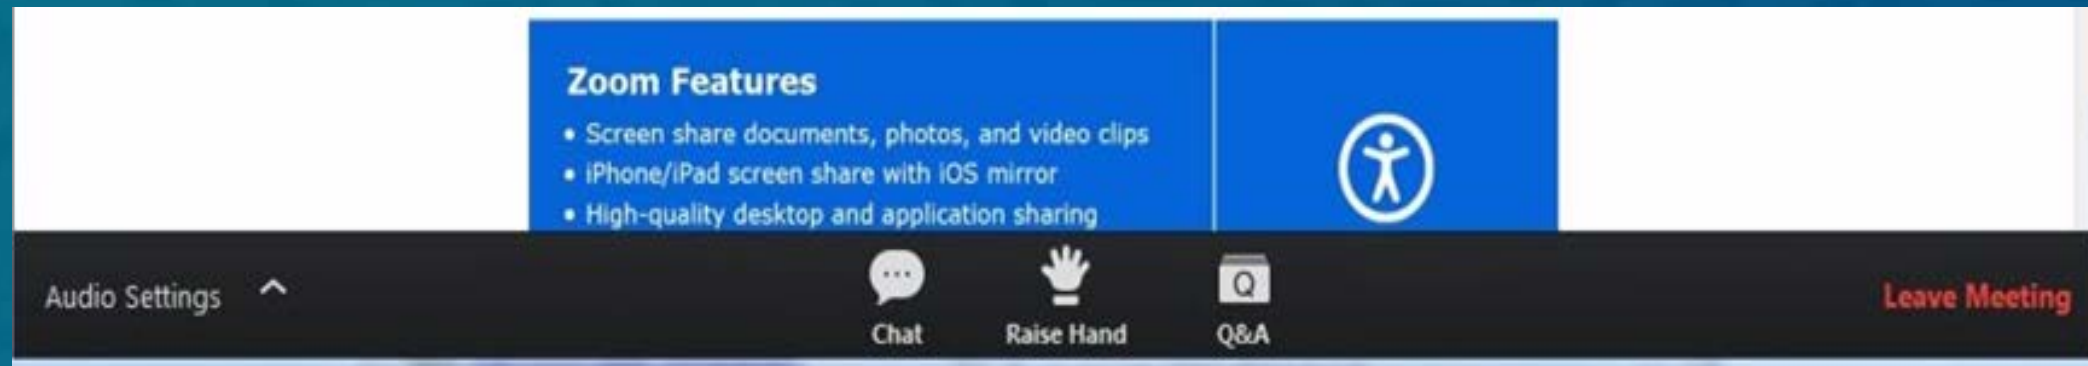 Zoom Features
• Screen share documents, photos, and video clips
• iPhone/iPad screen share with iOS mirror
• High-quality desktop and application sharing
Audio Settings
Chat
Raise Hand
Q
Q&A
Leave Meeting